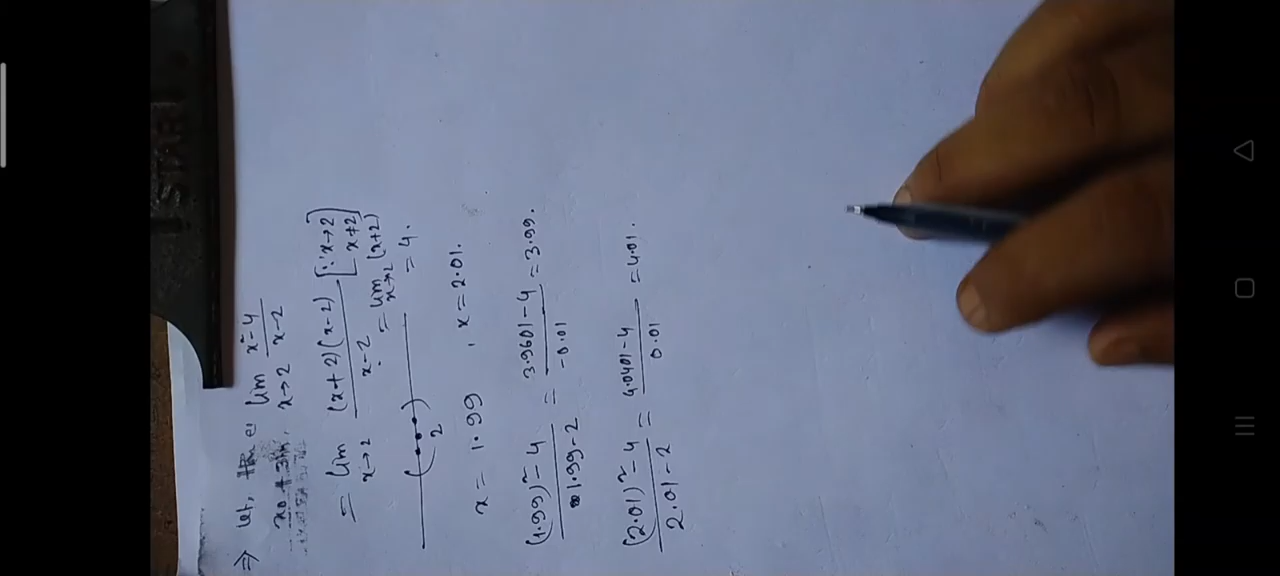 ⇒ Let, lim x→2 (x²-4)/(x-2)
= lim x→2 (x+2)(x-2)/(x-2) [∵ x→2 x≠2]
= lim x→2 (x+2)
= 4.
2
x = 1.99 , x = 2.01.
((1.99)²-4)/(1.99-2) = (3.9601-4)/(-0.01) = 3.99.
((2.01)²-4)/(2.01-2) = (4.0401-4)/(0.01) = 4.01.